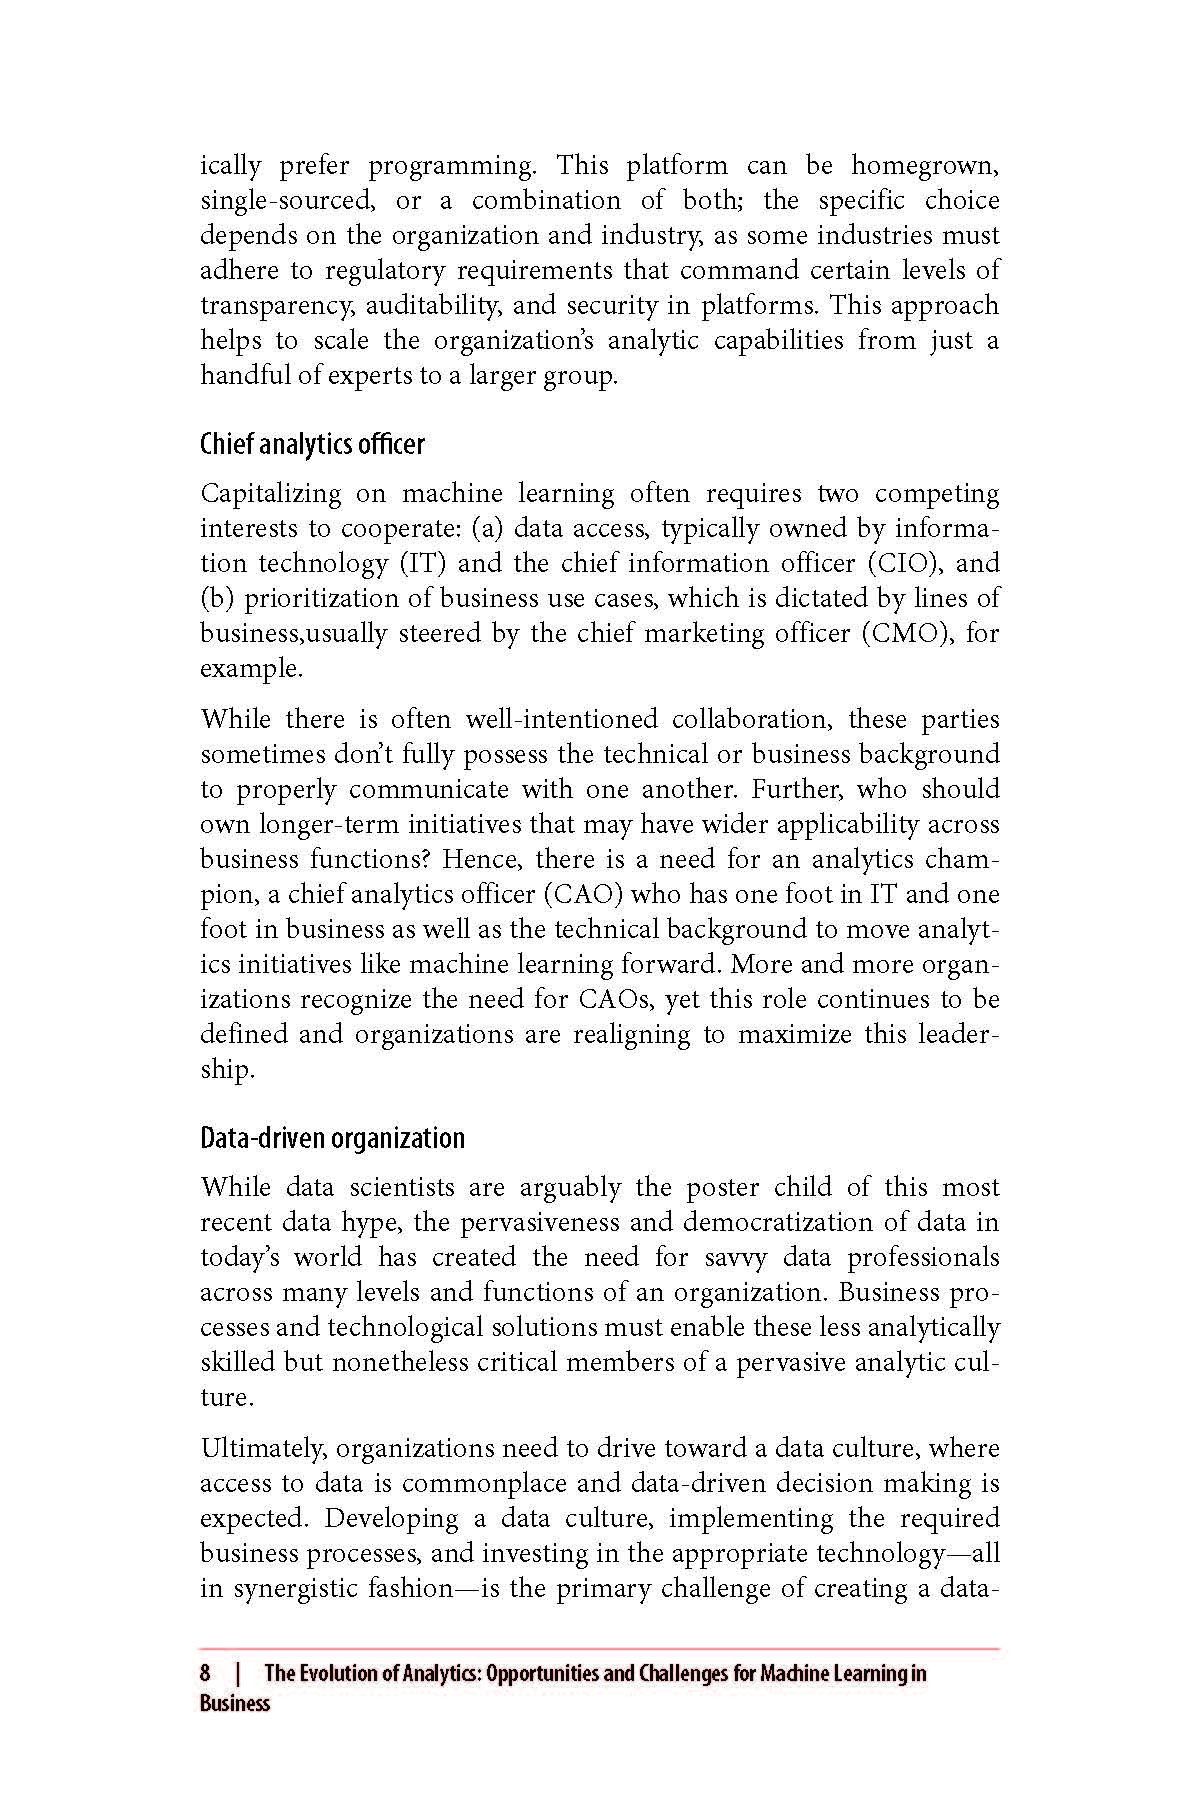 ically prefer programming. This platform can be homegrown,
single-sourced, or a combination of both; the specific choice
depends on the organization and industry, as some industries must
adhere to regulatory requirements that command certain levels of
transparency, auditability, and security in platforms. This approach
helps to scale the organization’s analytic capabilities from just a
handful of experts to a larger group.
Chief analytics officer
Capitalizing on machine learning often requires two competing
interests to cooperate: (a) data access, typically owned by informa-
tion technology (IT) and the chief information officer (CIO), and
(b) prioritization of business use cases, which is dictated by lines of
business,usually steered by the chief marketing officer (CMO), for
example.
While there is often well-intentioned collaboration, these parties
sometimes don’t fully possess the technical or business background
to properly communicate with one another. Further, who should
own longer-term initiatives that may have wider applicability across
business functions? Hence, there is a need for an analytics cham-
pion, a chief analytics officer (CAO) who has one foot in IT and one
foot in business as well as the technical background to move analyt-
ics initiatives like machine learning forward. More and more organ-
izations recognize the need for CAOs, yet this role continues to be
defined and organizations are realigning to maximize this leader-
ship.
Data-driven organization
While data scientists are arguably the poster child of this most
recent data hype, the pervasiveness and democratization of data in
today’s world has created the need for savvy data professionals
across many levels and functions of an organization. Business pro-
cesses and technological solutions must enable these less analytically
skilled but nonetheless critical members of a pervasive analytic cul-
ture.
Ultimately, organizations need to drive toward a data culture, where
access to data is commonplace and data-driven decision making is
expected. Developing a data culture, implementing the required
business processes, and investing in the appropriate technology—all
in synergistic fashion—is the primary challenge of creating a data-
8 | The Evolution of Analytics: Opportunities and Challenges for Machine Learning in
Business